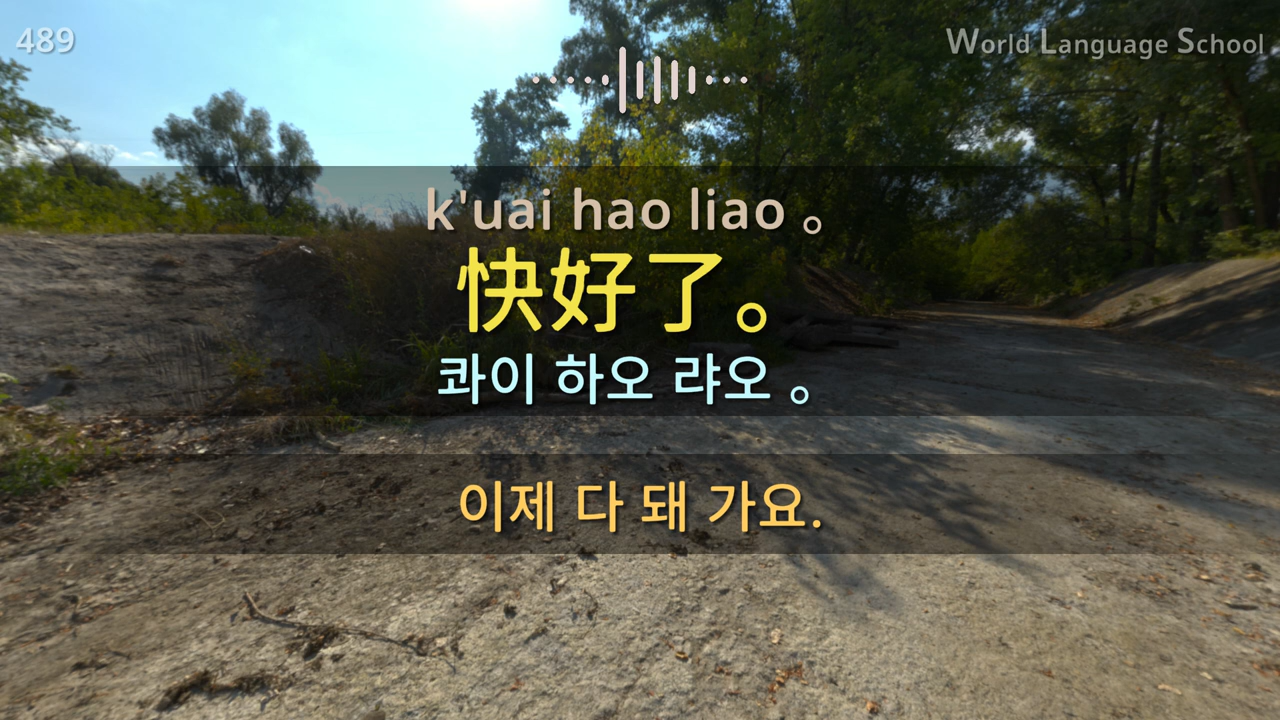 489
World Language School
k'uai hao liao 。
快好了。
콰이 하오 랴오 。
이제 다 돼 가요.